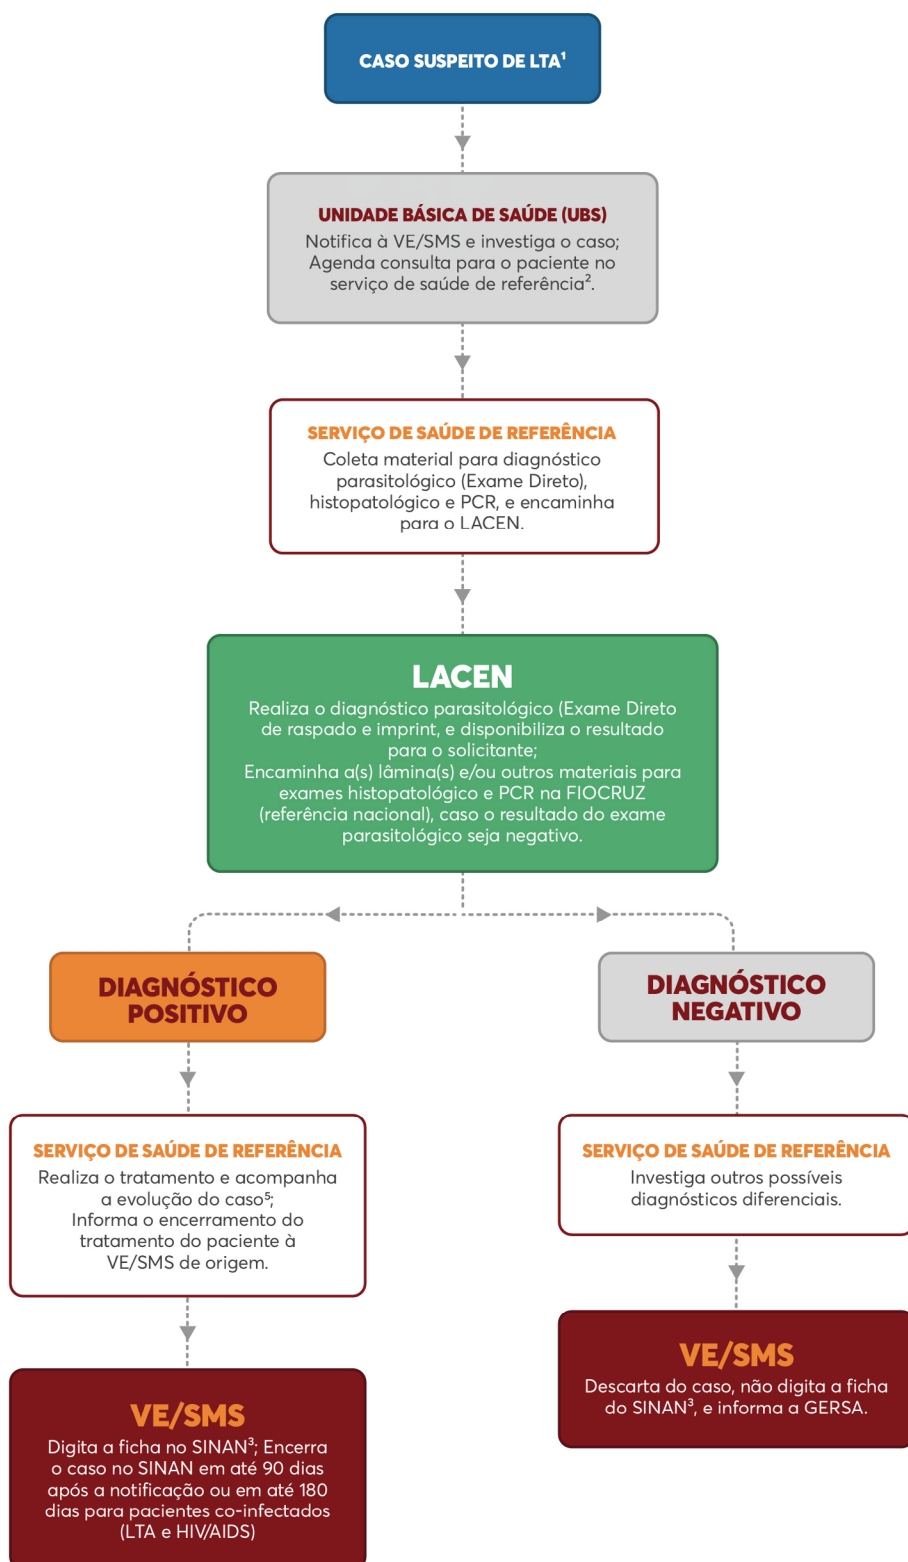 CASO SUSPEITO DE LTA¹
UNIDADE BÁSICA DE SAÚDE (UBS)
Notifica à VE/SMS e investiga o caso;
Agenda consulta para o paciente no
serviço de saúde de referência².
SERVIÇO DE SAÚDE DE REFERÊNCIA
Coleta material para diagnóstico
parasitológico (Exame Direto),
histopatológico e PCR, e encaminha
para o LACEN.
LACEN
Realiza o diagnóstico parasitológico (Exame Direto
de raspado e imprint, e disponibiliza o resultado
para o solicitante;
Encaminha a(s) lâmina(s) e/ou outros materiais para
exames histopatológico e PCR na FIOCRUZ
(referência nacional), caso o resultado do exame
parasitológico seja negativo.
DIAGNÓSTICO
POSITIVO
SERVIÇO DE SAÚDE DE REFERÊNCIA
Realiza o tratamento e acompanha
a evolução do caso⁵;
Informa o encerramento do
tratamento do paciente à
VE/SMS de origem.
VE/SMS
Digita a ficha no SINAN³; Encerra
o caso no SINAN em até 90 dias
após a notificação ou em até 180
dias para pacientes co-infectados
(LTA e HIV/AIDS)
DIAGNÓSTICO
NEGATIVO
SERVIÇO DE SAÚDE DE REFERÊNCIA
Investiga outros possíveis
diagnósticos diferenciais.
VE/SMS
Descarta do caso, não digita a ficha
do SINAN³, e informa a GERSA.